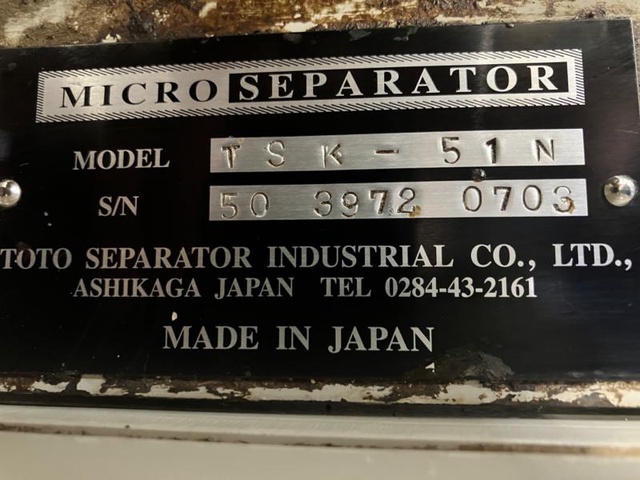 MICRO SEPARATOR
MODEL TSK-51N
S/N 50 3972 0703
TOTO SEPARATOR INDUSTRIAL CO., LTD.,
ASHIKAGA JAPAN TEL 0284-43-2161
MADE IN JAPAN